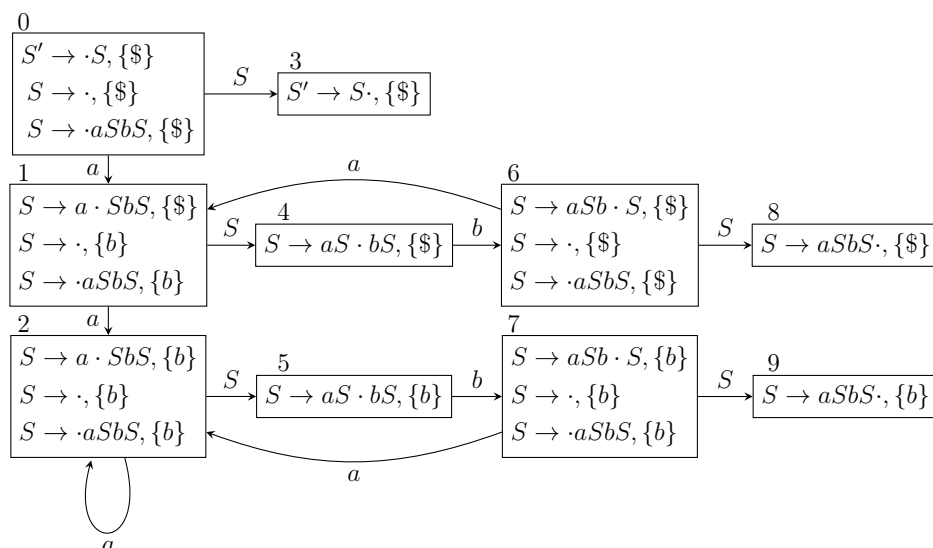 0
S′ → ·S, {$}
S → ·, {$}
S → ·aSbS, {$}
S
3
S′ → S·, {$}
a
1
S → a · SbS, {$}
S → ·, {b}
S → ·aSbS, {b}
S
4
S → aS · bS, {$}
b
a
6
S → aSb · S, {$}
S → ·, {$}
S → ·aSbS, {$}
S
8
S → aSbS·, {$}
a
2
S → a · SbS, {b}
S → ·, {b}
S → ·aSbS, {b}
S
5
S → aS · bS, {b}
b
7
S → aSb · S, {b}
S → ·, {b}
S → ·aSbS, {b}
S
9
S → aSbS·, {b}
a
a